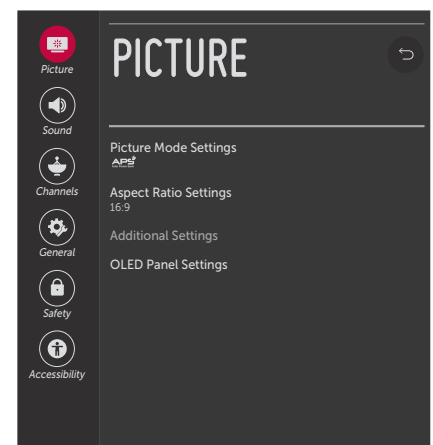 PICTURE
Picture
Sound
Channels
General
Safety
Accessibility
Picture Mode Settings
APS
Aspect Ratio Settings
16:9
Additional Settings
OLED Panel Settings